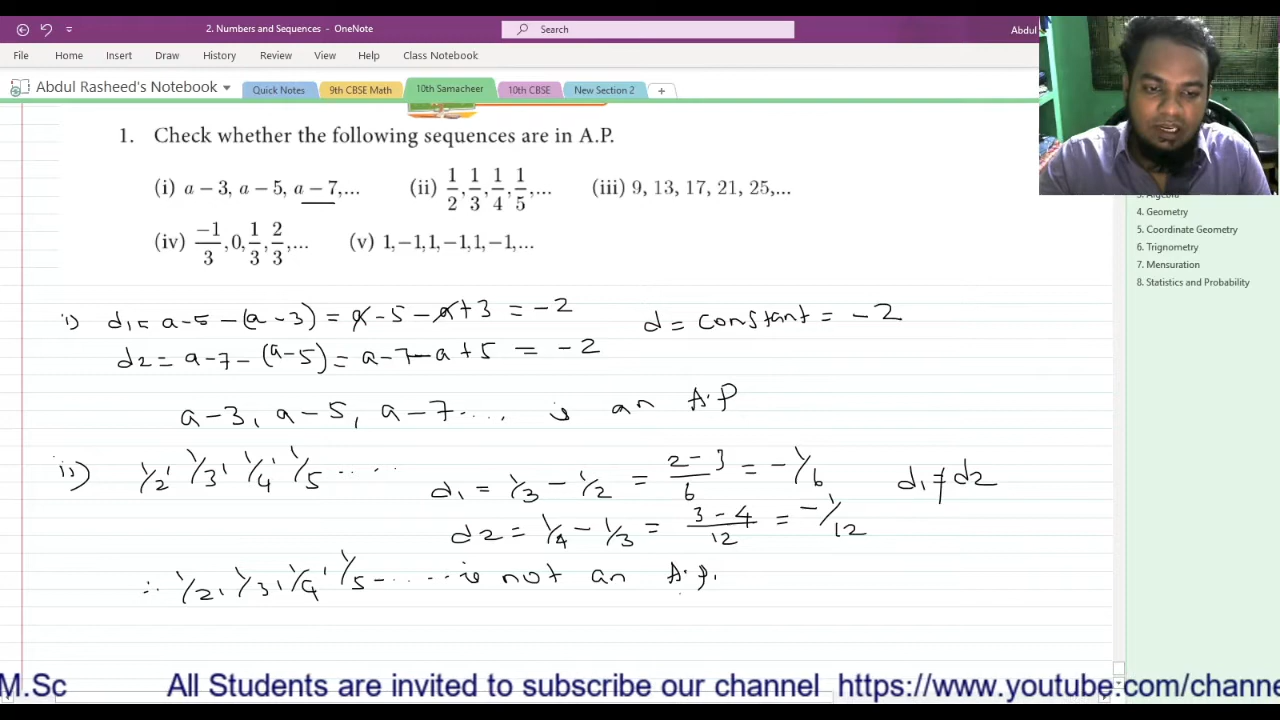 2. Numbers and Sequences - OneNote
Search
Abdul
File Home Insert Draw History Review View Help Class Notebook
Abdul Rasheed's Notebook
Quick Notes 9th CBSE Math 10th Samacheer 10th CBSE New Section 2 +
1. Check whether the following sequences are in A.P.
(i) a − 3, a − 5, a − 7,... (ii) 1/2, 1/3, 1/4, 1/5,... (iii) 9, 13, 17, 21, 25,...
(iv) −1/3, 0, 1/3, 2/3,... (v) 1,−1,1,−1,1,−1,...
4. Geometry
5. Coordinate Geometry
6. Trignometry
7. Mensuration
8. Statistics and Probability
i) d1 = a-5 -(a-3) = a-5-a+3 = -2 d = constant = -2
d2 = a-7-(a-5) = a-7-a+5 = -2
a-3, a-5, a-7.... is an A.P
ii) 1/2, 1/3, 1/4, 1/5 ..... d1 = 1/3 - 1/2 = 2-3/6 = -1/6 d1 ≠ d2
d2 = 1/4 - 1/3 = 3-4/12 = -1/12
∴ 1/2, 1/3, 1/4, 1/5 ...... is not an A.P.
M.Sc All Students are invited to subscribe our channel https://www.youtube.com/channe